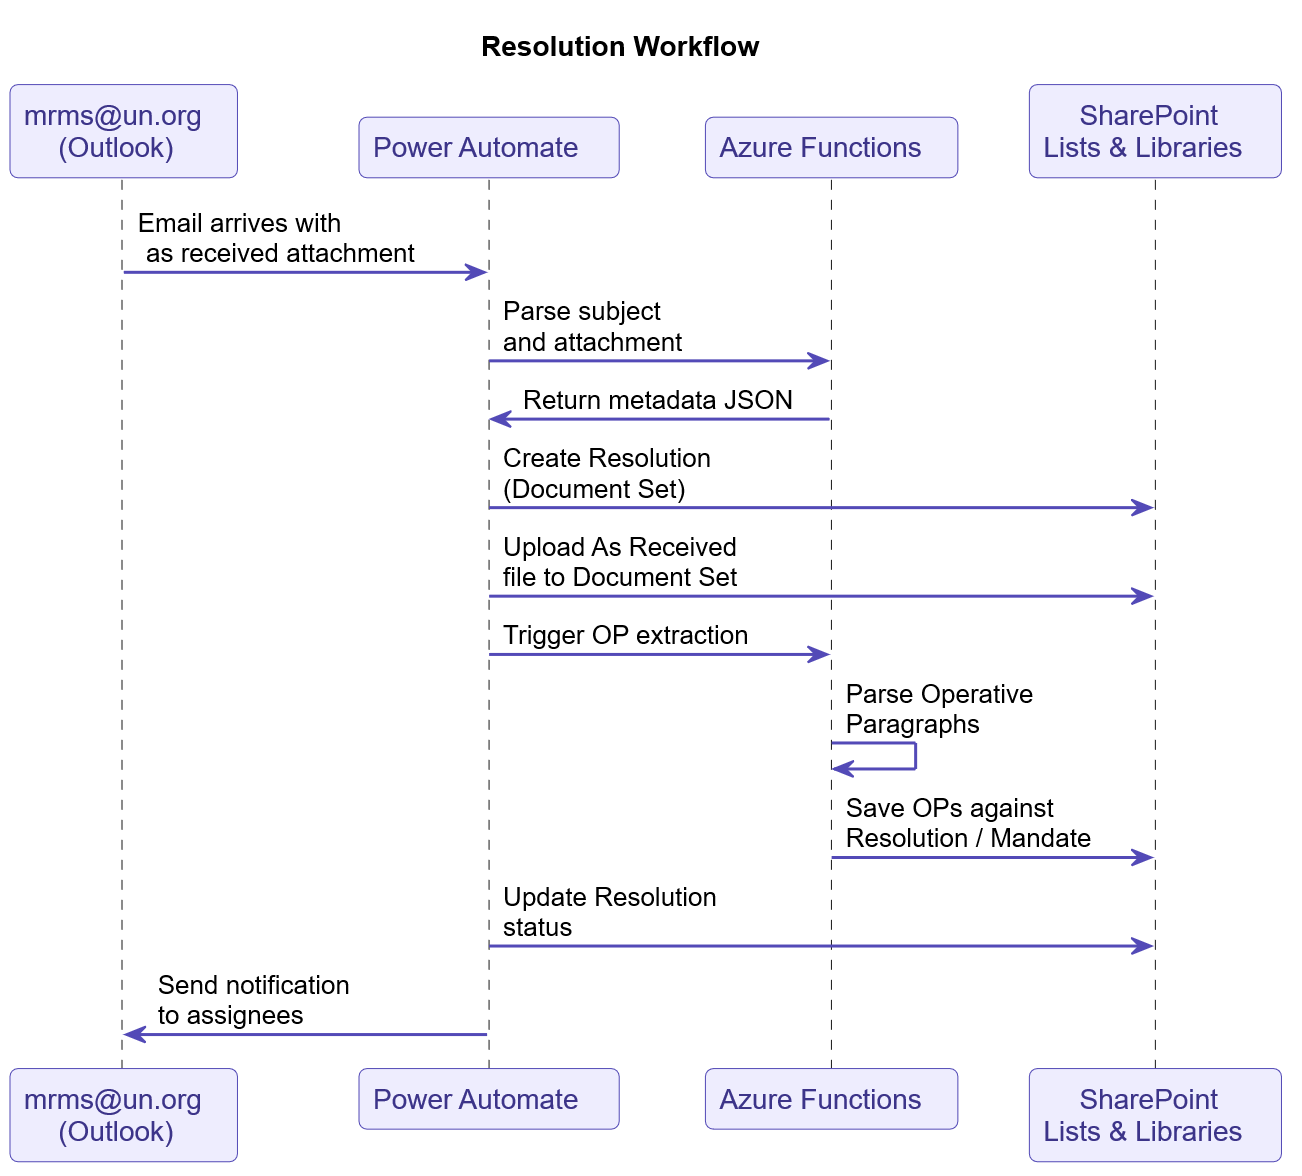 Resolution Workflow
mrms@un.org
(Outlook)
Power Automate
Azure Functions
SharePoint
Lists & Libraries
Email arrives with
as received attachment
Parse subject
and attachment
Return metadata JSON
Create Resolution
(Document Set)
Upload As Received
file to Document Set
Trigger OP extraction
Parse Operative
Paragraphs
Save OPs against
Resolution / Mandate
Update Resolution
status
Send notification
to assignees
mrms@un.org
(Outlook)
Power Automate
Azure Functions
SharePoint
Lists & Libraries